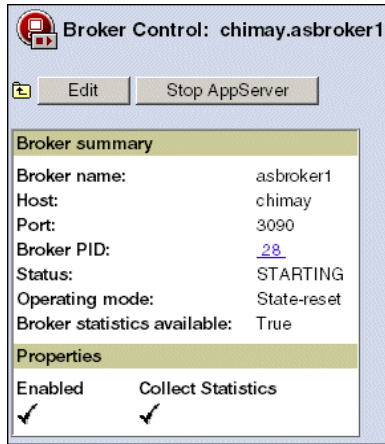 Broker Control: chimay.asbroker1
Edit Stop AppServer
Broker summary
Broker name: asbroker1
Host: chimay
Port: 3090
Broker PID: 28
Status: STARTING
Operating mode: State-reset
Broker statistics available: True
Properties
Enabled Collect Statistics